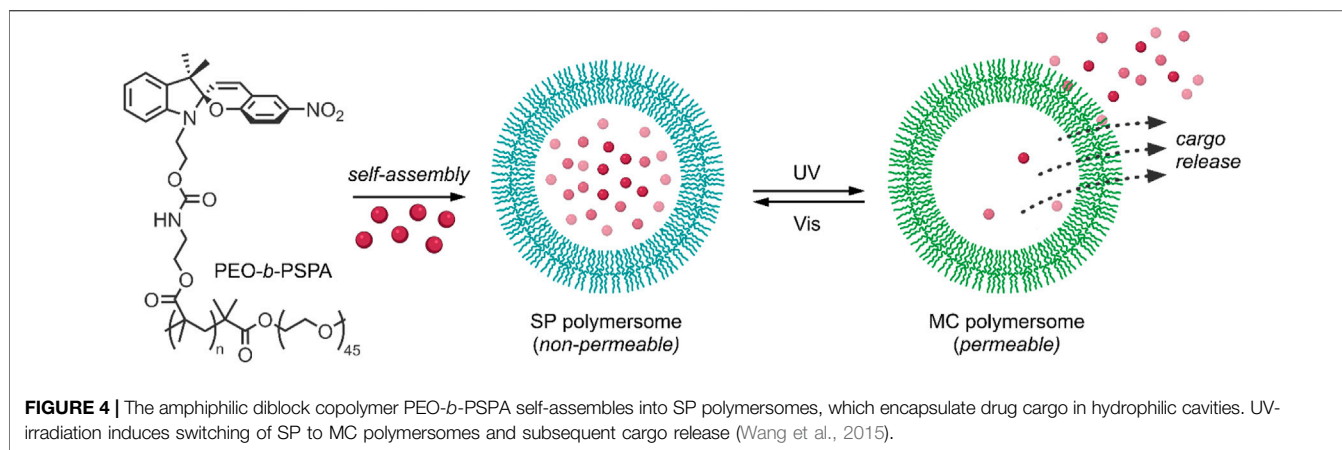 NO₂
O
N
O
O
HN
O
PEO-b-PSPA
O
O
O
O
n
O
45
self-assembly
SP polymersome
(non-permeable)
UV
Vis
cargo
release
MC polymersome
(permeable)
FIGURE 4 | The amphiphilic diblock copolymer PEO-b-PSPA self-assembles into SP polymersomes, which encapsulate drug cargo in hydrophilic cavities. UV-
irradiation induces switching of SP to MC polymersomes and subsequent cargo release (Wang et al., 2015).